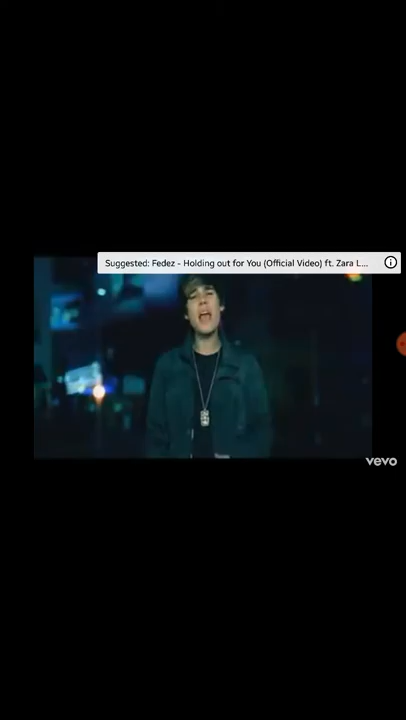 Suggested: Fedez - Holding out for You (Official Video) ft. Zara L...
vevo